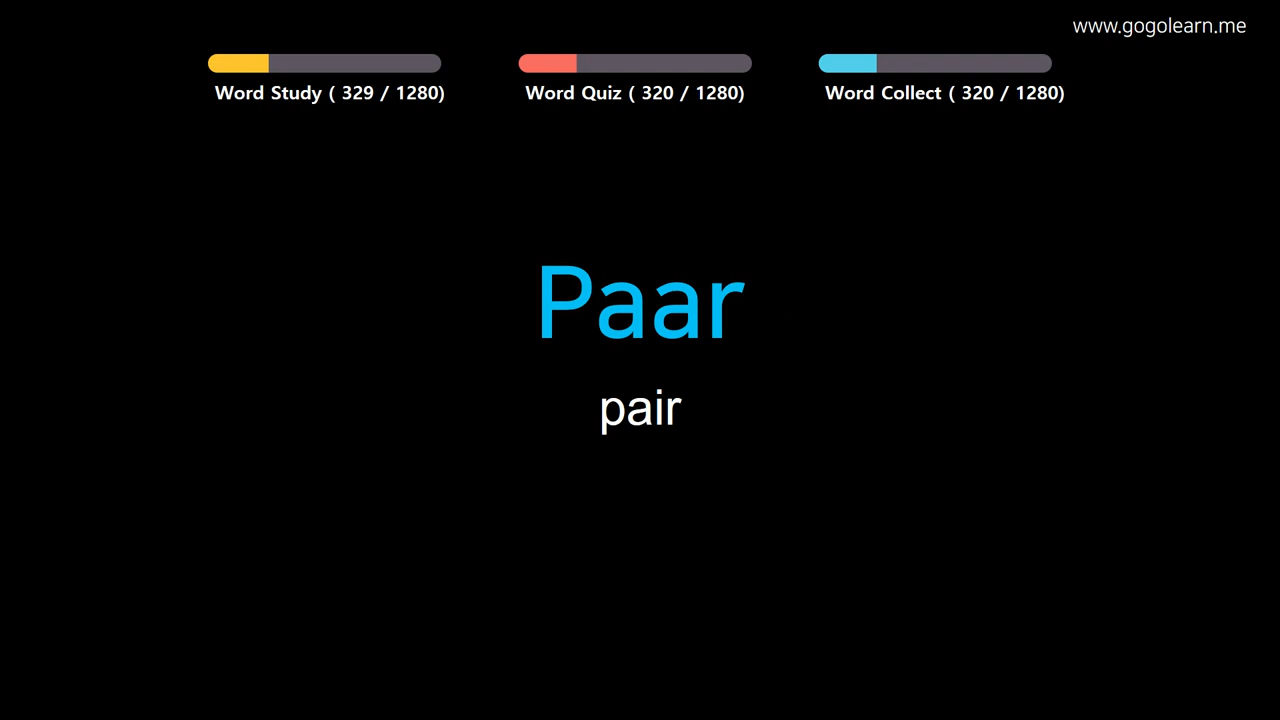 www.gogolearn.me
Word Study ( 329 / 1280)
Word Quiz ( 320 / 1280)
Word Collect ( 320 / 1280)
Paar
pair